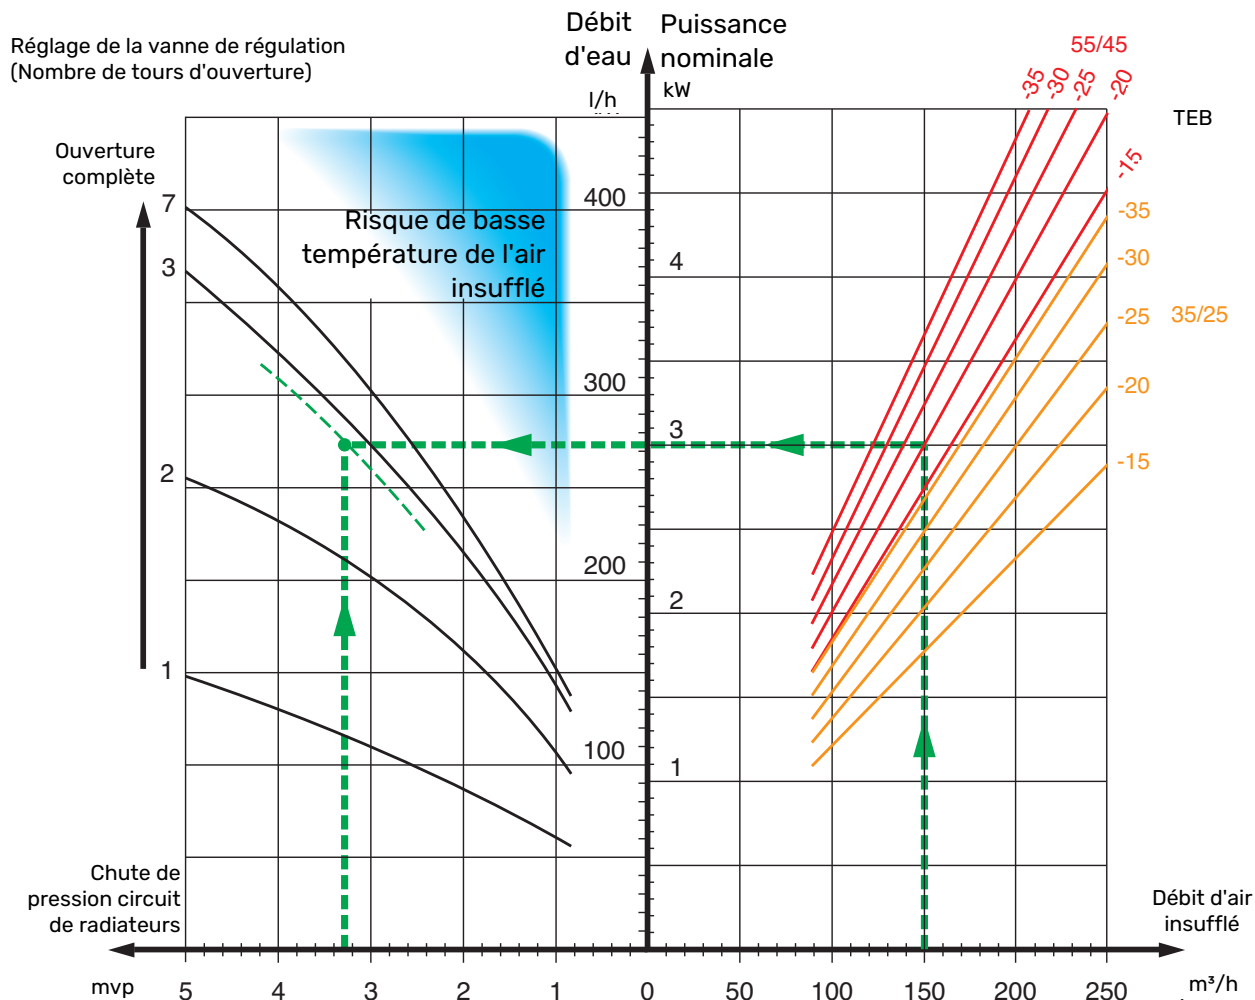 Réglage de la vanne de régulation
(Nombre de tours d'ouverture)
Débit
d'eau
l/h
Puissance
nominale
kW
55/45
-35
-30
-25
-20
-15
TEB
-35
-30
-25
-20
-15
35/25
Ouverture
complète
7
3
2
1
Risque de basse
température de l'air
insufflé
400
300
200
100
4
3
2
1
Chute de
pression circuit
de radiateurs
Débit d'air
insufflé
mvp
5
4
3
2
1
0
50
100
150
200
250
m³/h